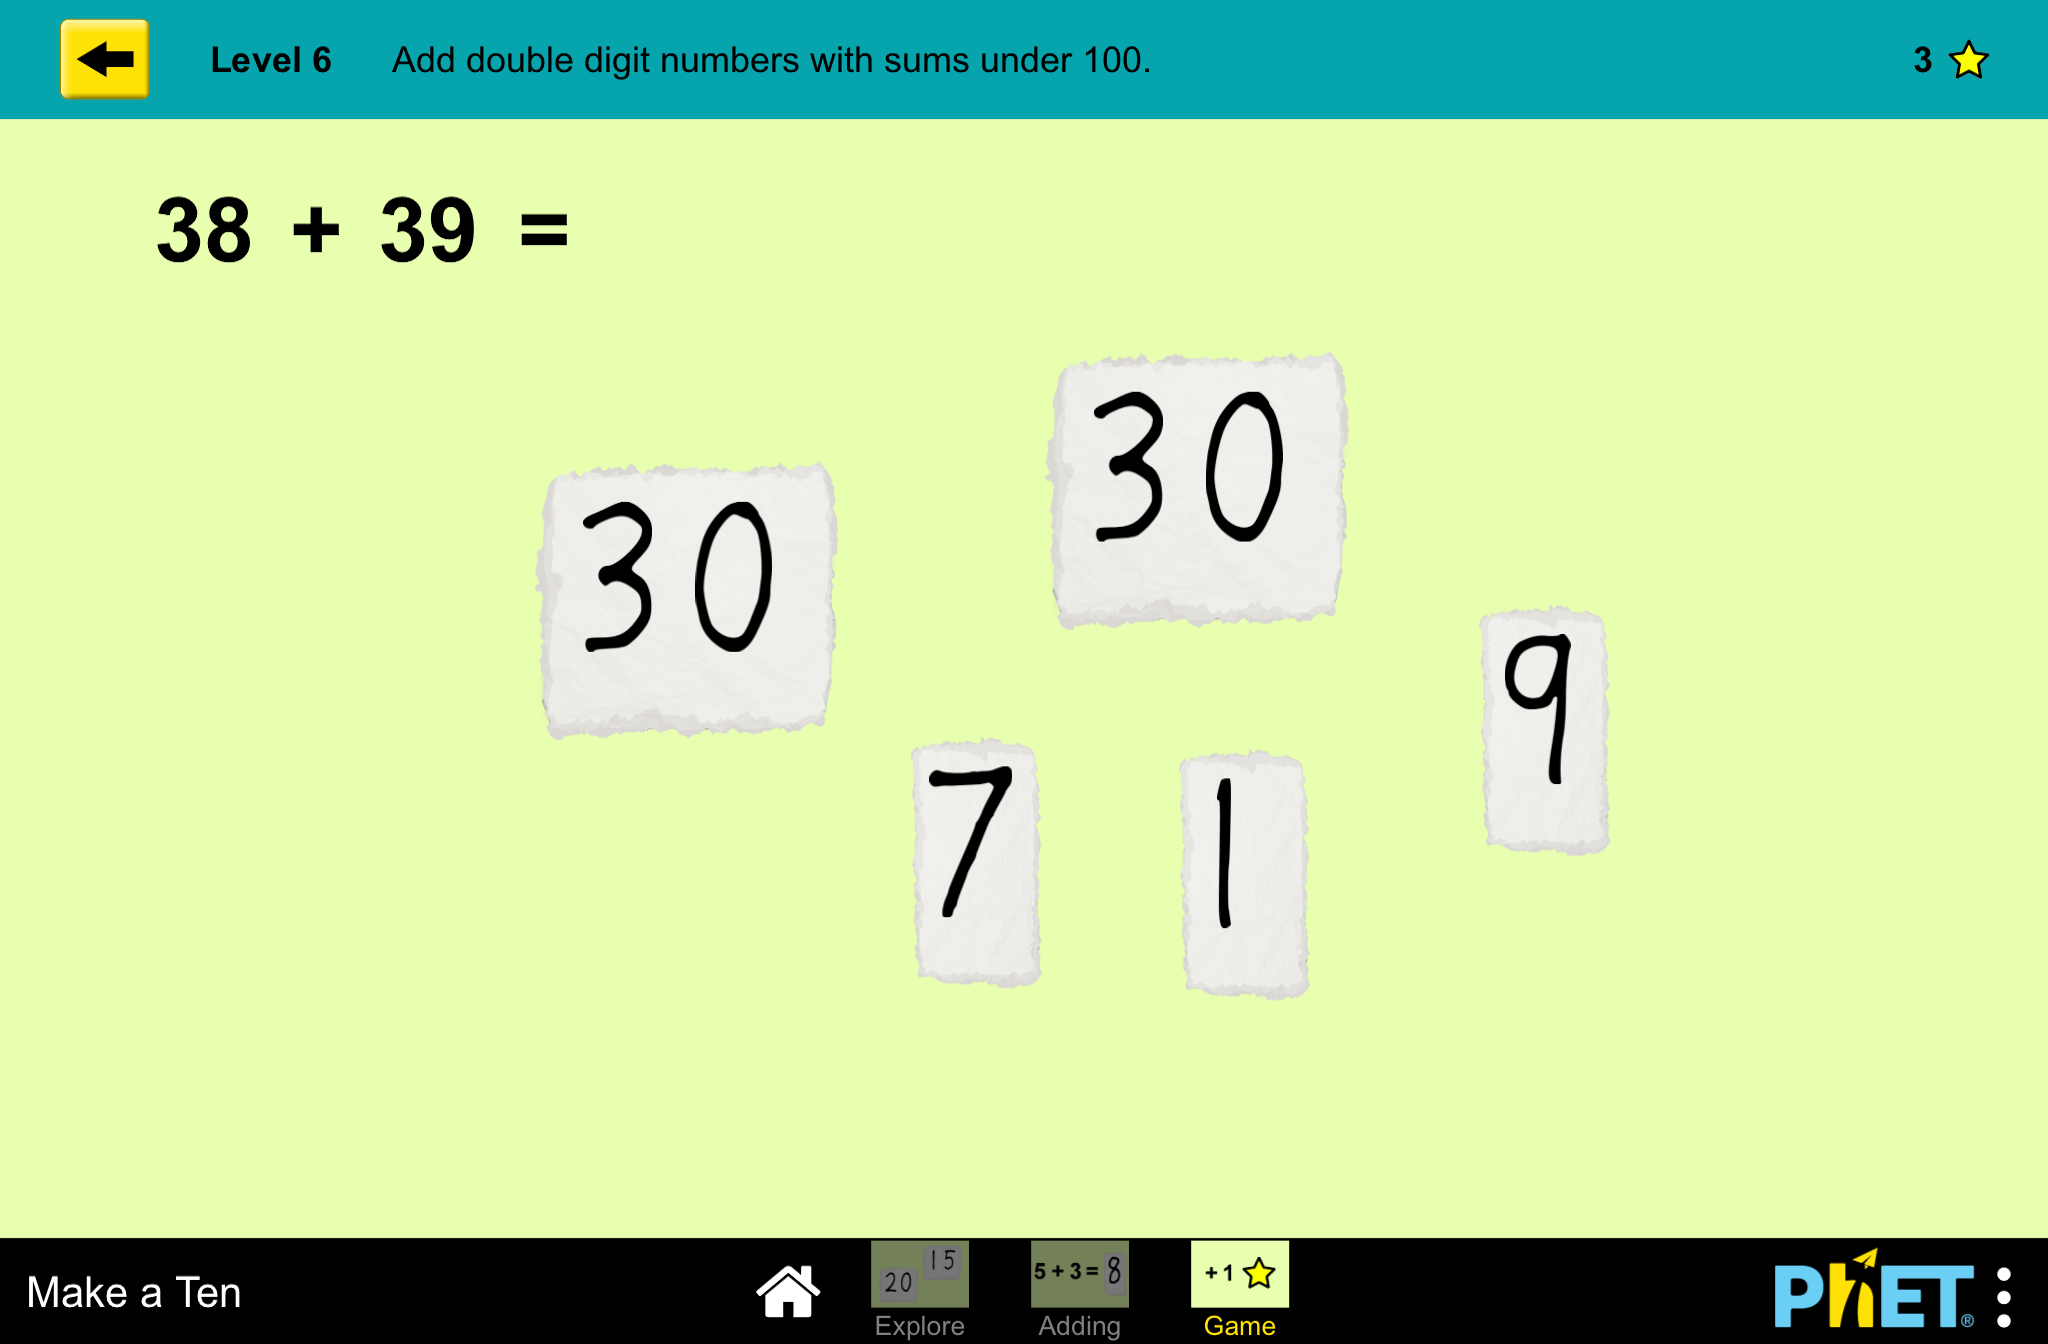 Level 6 Add double digit numbers with sums under 100. 3
38 + 39 =
30
30
9
7
1
Make a Ten
20 15
Explore
5 + 3 = 8
Adding
+ 1
Game
PhET®